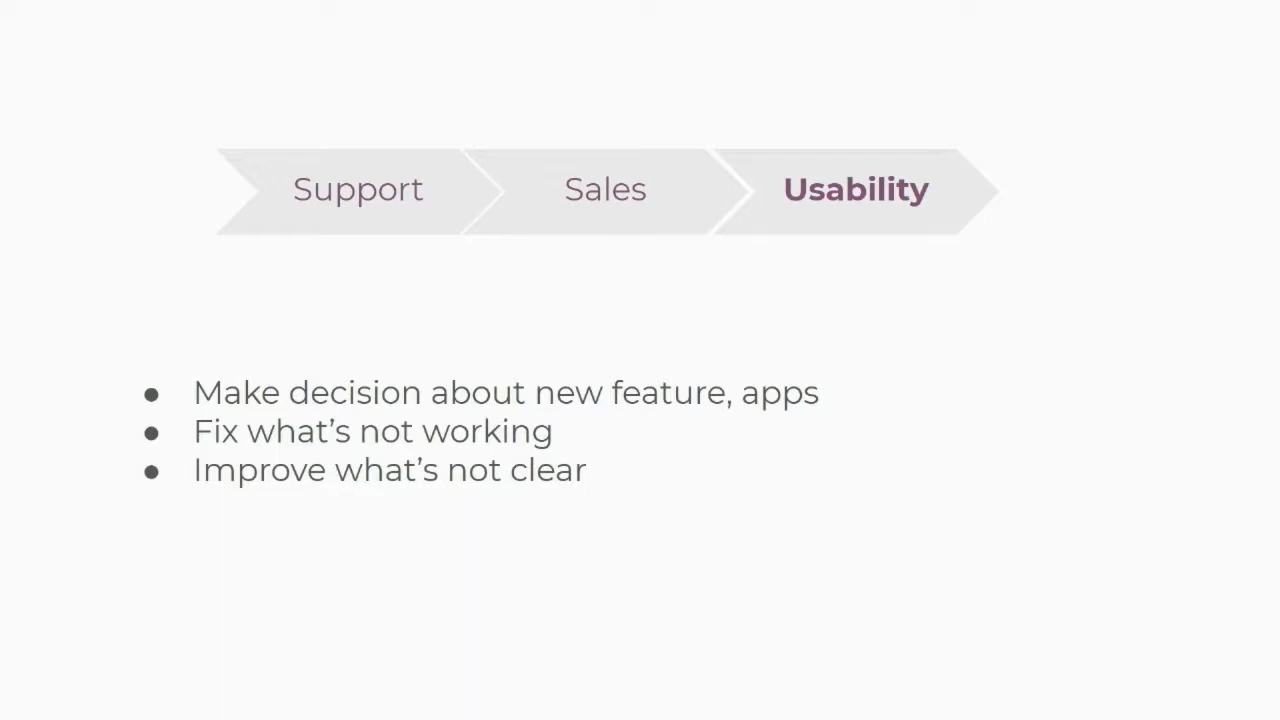 Support Sales Usability
● Make decision about new feature, apps
● Fix what's not working
● Improve what's not clear